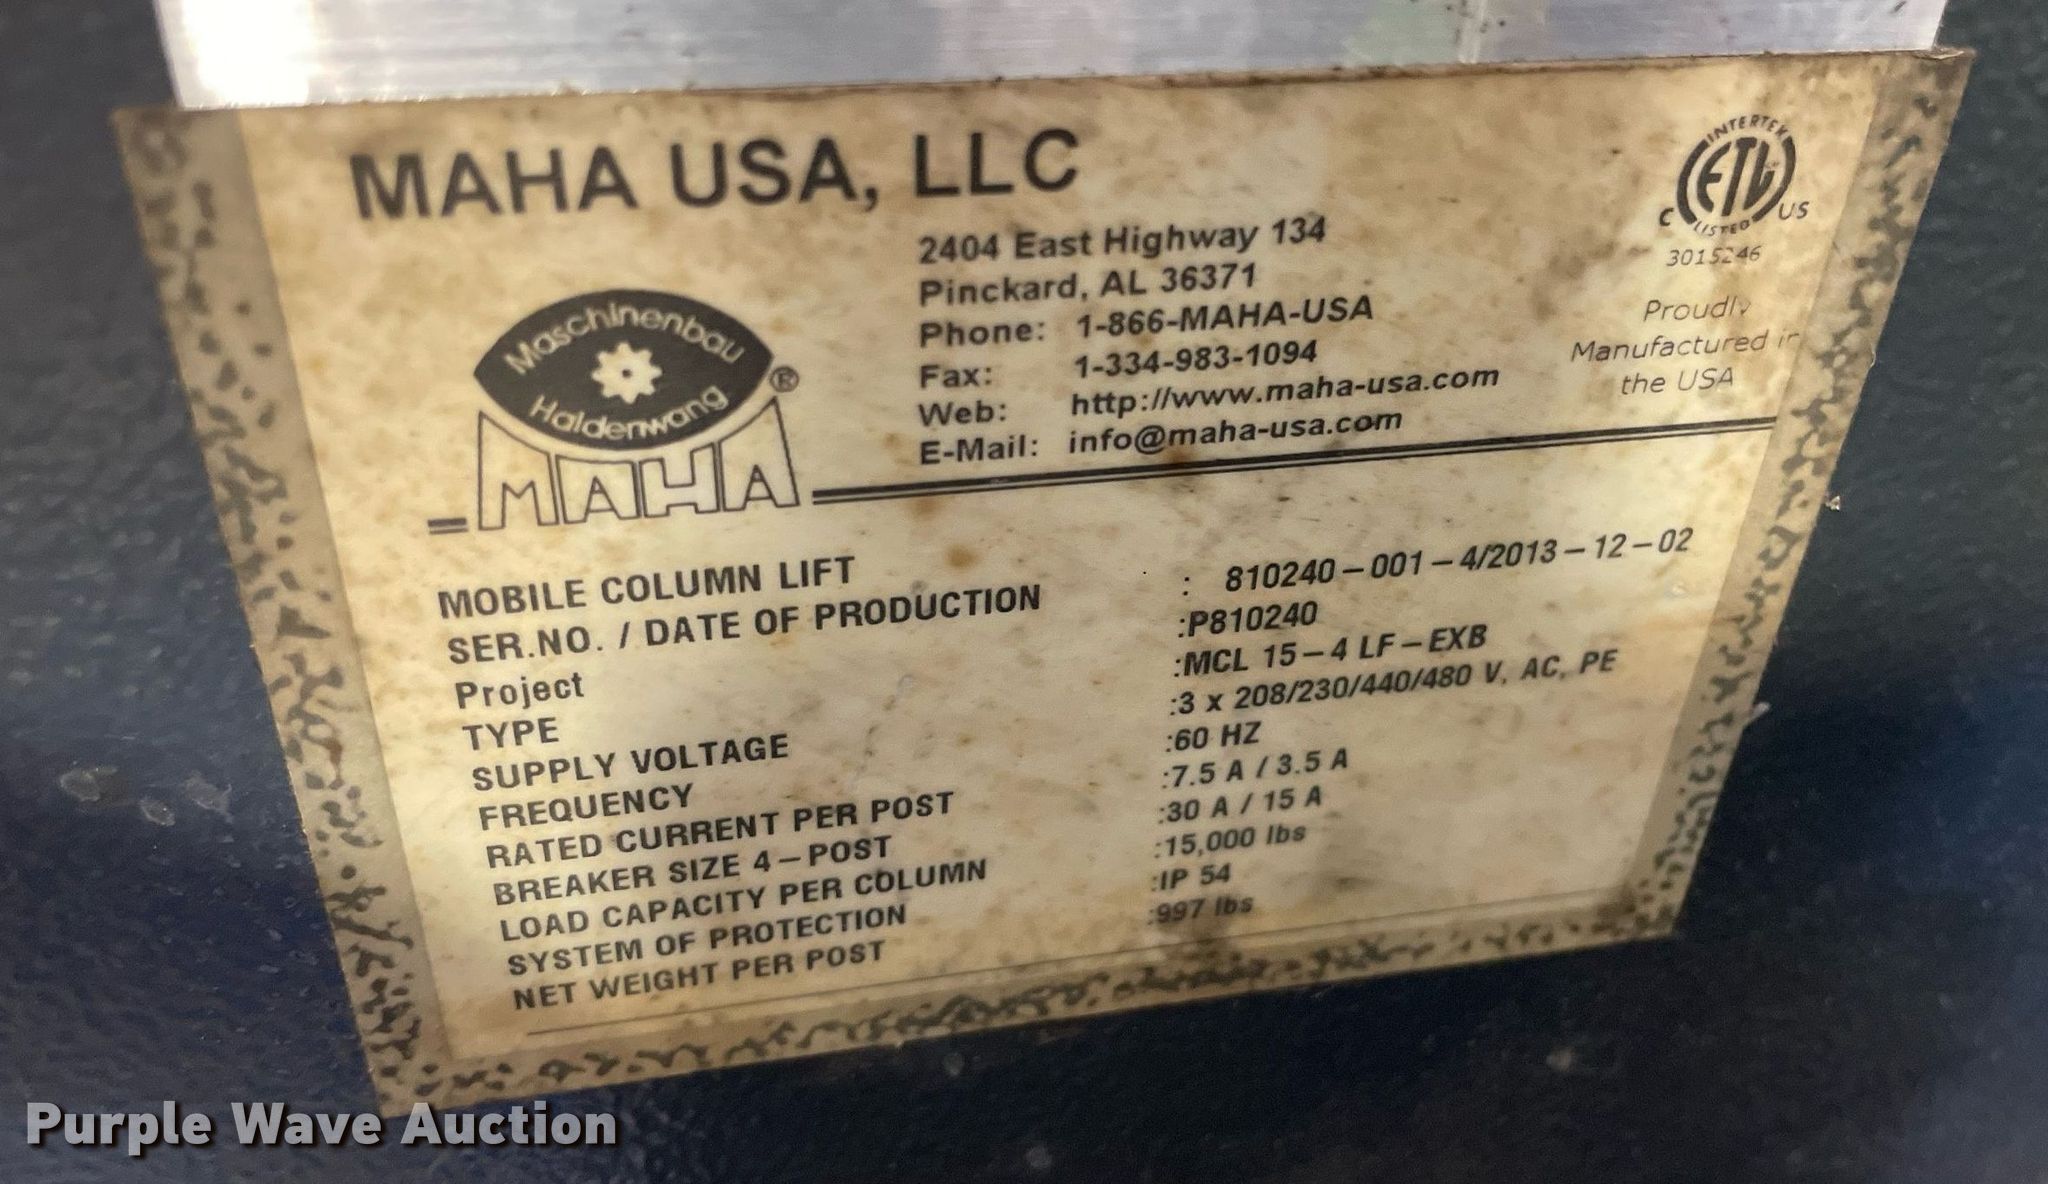 MAHA USA, LLC
2404 East Highway 134
Pinckard, AL 36371
Phone: 1-866-MAHA-USA
Fax: 1-334-983-1094
Web: http://www.maha-usa.com
E-Mail: info@maha-usa.com
INTERTEK
ETL
C US
LISTED
3015246
Proudly
Manufactured in
the USA
Maschinenbau
Haldenwang
®
MAHA
MOBILE COLUMN LIFT
SER.NO. / DATE OF PRODUCTION : 810240-001-4/2013-12-02
Project :P810240
TYPE :MCL 15-4 LF-EXB
SUPPLY VOLTAGE :3 x 208/230/440/480 V, AC, PE
FREQUENCY :60 HZ
RATED CURRENT PER POST :7.5 A / 3.5 A
BREAKER SIZE 4-POST :30 A / 15 A
LOAD CAPACITY PER COLUMN :15,000 lbs
SYSTEM OF PROTECTION :IP 54
NET WEIGHT PER POST :997 lbs
Purple Wave Auction